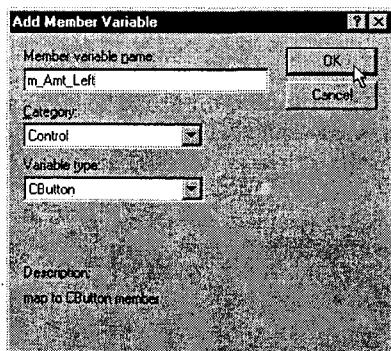 Add Member Variable
Member variable name:
m_Amt_Left
OK
Cancel
Category:
Control
Variable type:
CButton
Description:
map to CButton member